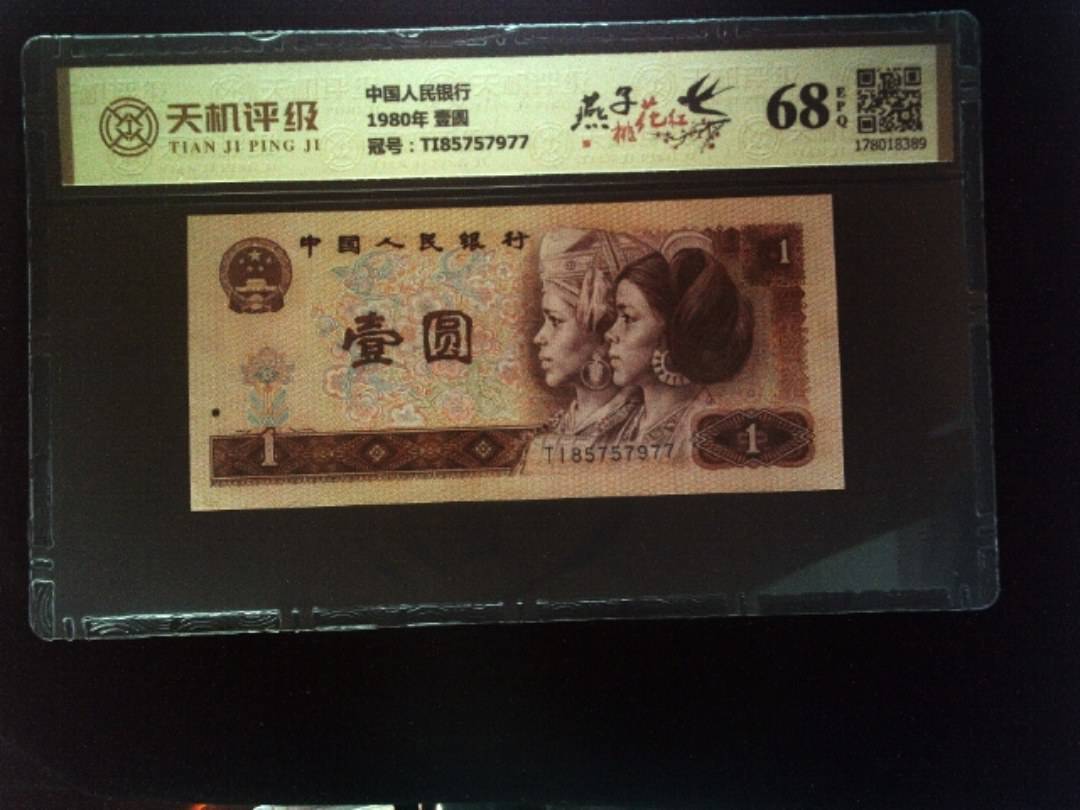 天机评级
TIAN JI PING JI
中国人民银行
1980年 壹圆
冠号：TI85757977
燕子
桃花红
68
EPQ
178018389
中国人民银行
壹圆
1
1
1
TI85757977